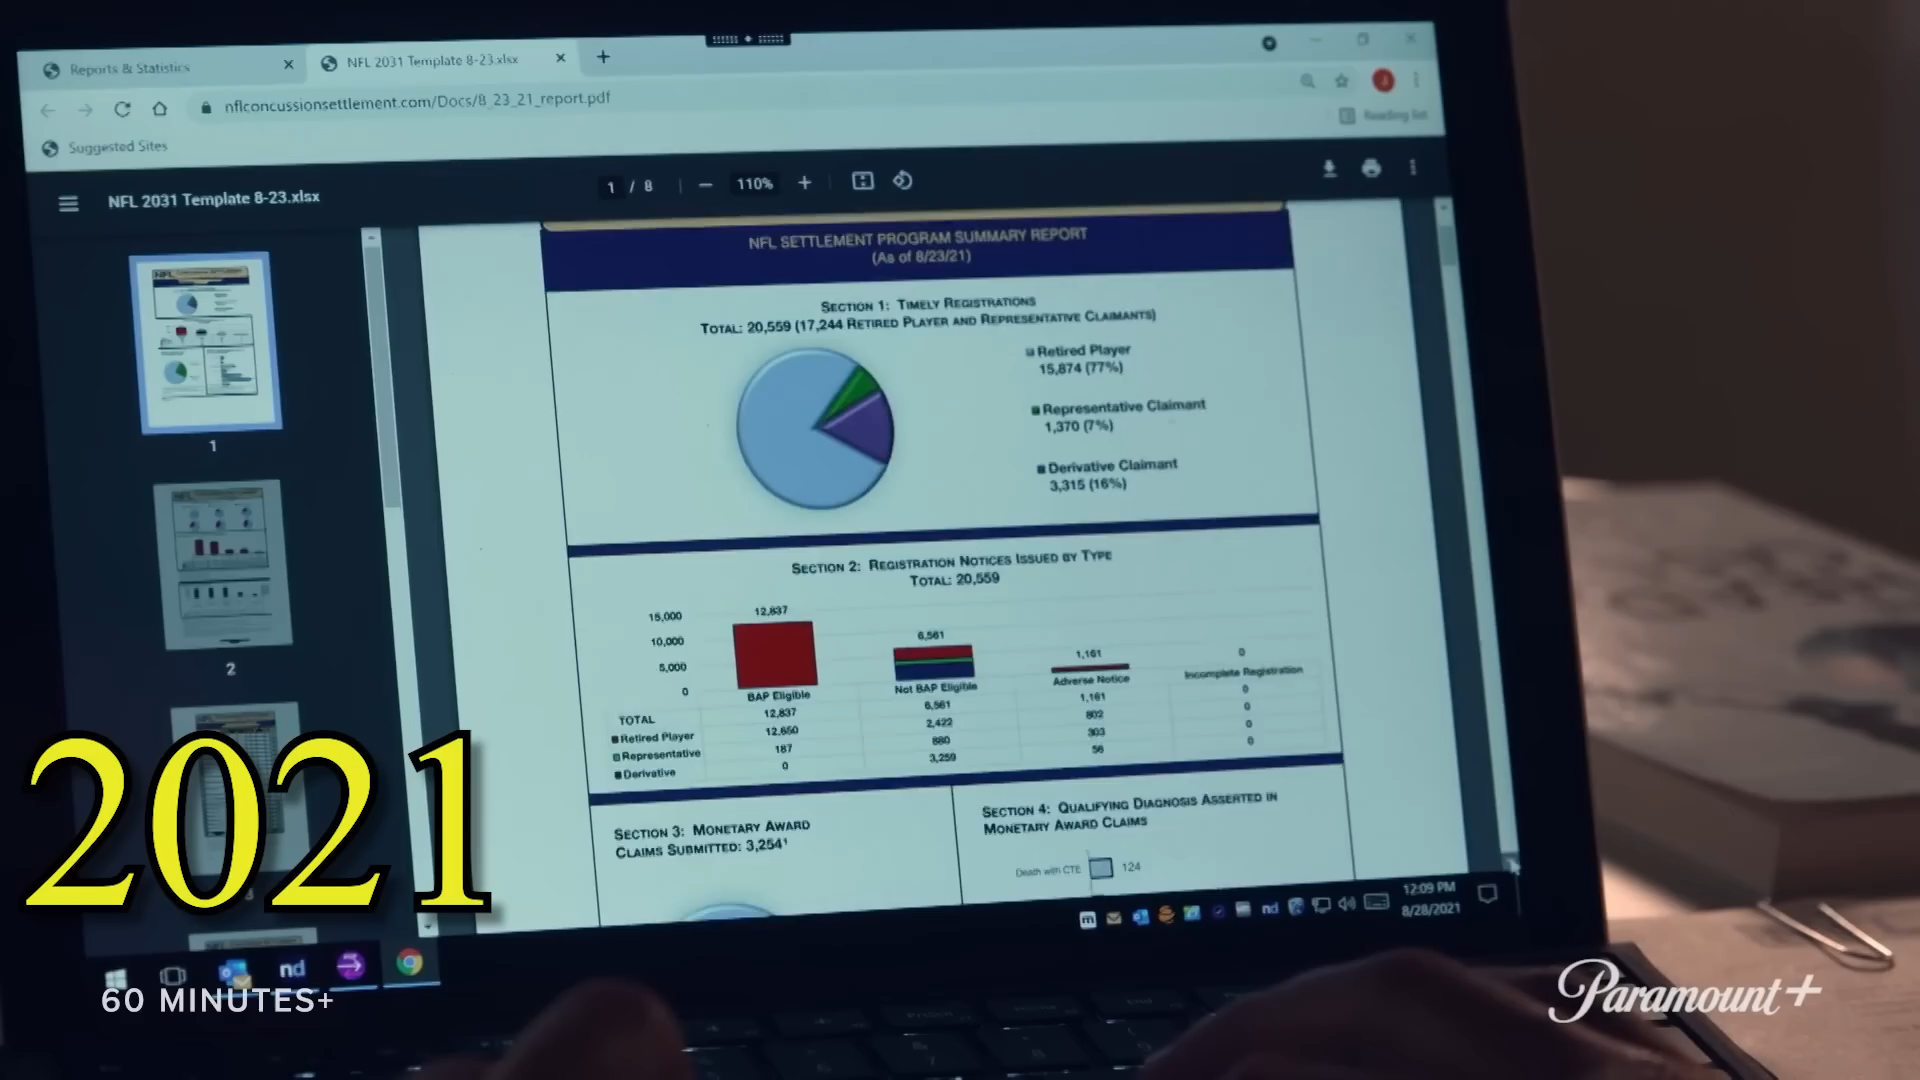 Reports & Statistics
NFL 2031 Template 8-23.xlsx
nflconcussionsettlement.com/Docs/8_23_21_report.pdf
J
Reading list
Suggested Sites
NFL 2031 Template 8-23.xlsx
1 / 8
110%
NFL SETTLEMENT PROGRAM SUMMARY REPORT
(As of 8/23/21)
SECTION 1: TIMELY REGISTRATIONS
TOTAL: 20,559 (17,244 RETIRED PLAYER AND REPRESENTATIVE CLAIMANTS)
Retired Player
15,874 (77%)
Representative Claimant
1,370 (7%)
Derivative Claimant
3,315 (16%)
1
2
SECTION 2: REGISTRATION NOTICES ISSUED BY TYPE
TOTAL: 20,559
15,000
10,000
5,000
0
12,837
6,561
1,161
0
BAP Eligible
Not BAP Eligible
Adverse Notice
Incomplete Registration
TOTAL 12,837 6,561 1,161 0
Retired Player 12,650 2,422 802 0
Representative 187 880 303 0
Derivative 0 3,259 56 0
SECTION 3: MONETARY AWARD
CLAIMS SUBMITTED: 3,254¹
SECTION 4: QUALIFYING DIAGNOSIS ASSERTED IN
MONETARY AWARD CLAIMS
Death with CTE 124
2021
nd
nd
12:09 PM
8/28/2021
60 MINUTES+
Paramount+